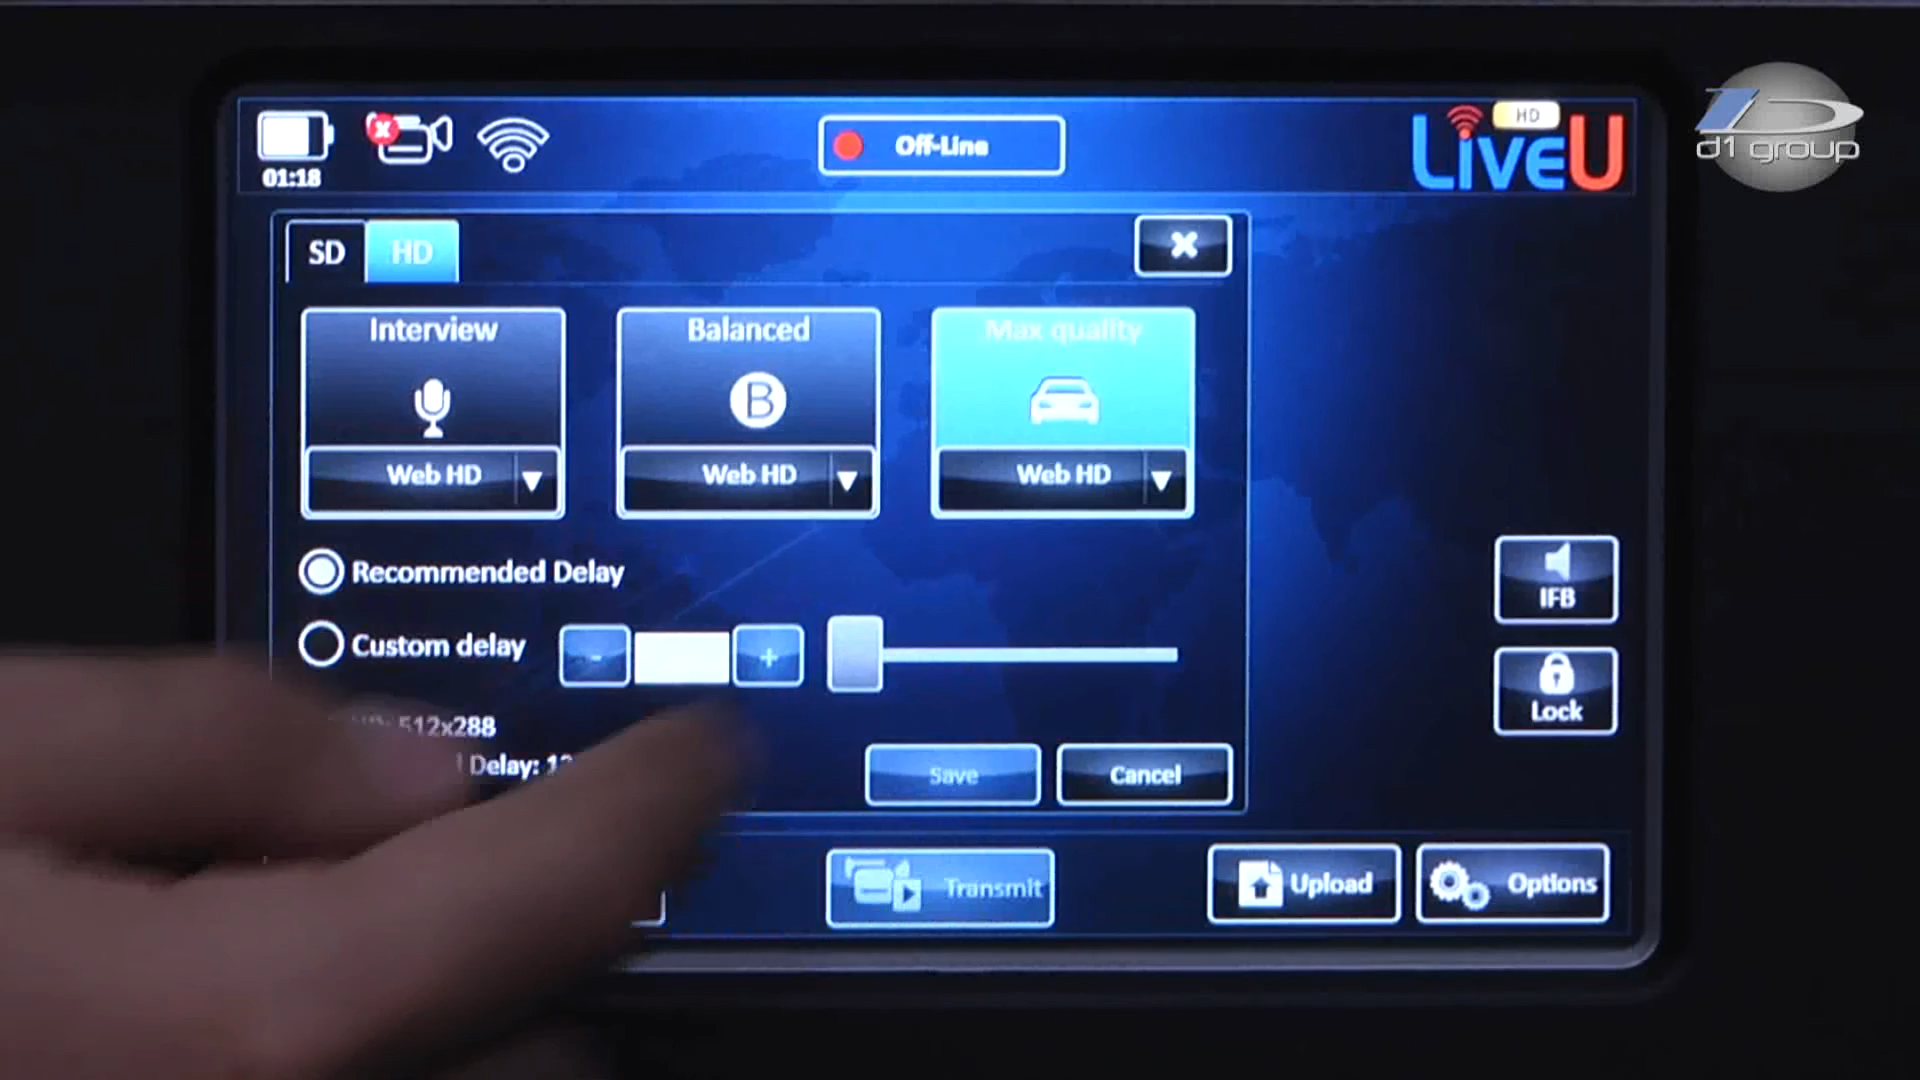 01:18
Off-Line
HD
LiveU
d1 group
SD
HD
Interview
Balanced
B
Max quality
Web HD
Web HD
Web HD
Recommended Delay
Custom delay
-
+
512x288
Delay:
Save
Cancel
IFB
Lock
Transmit
Upload
Options